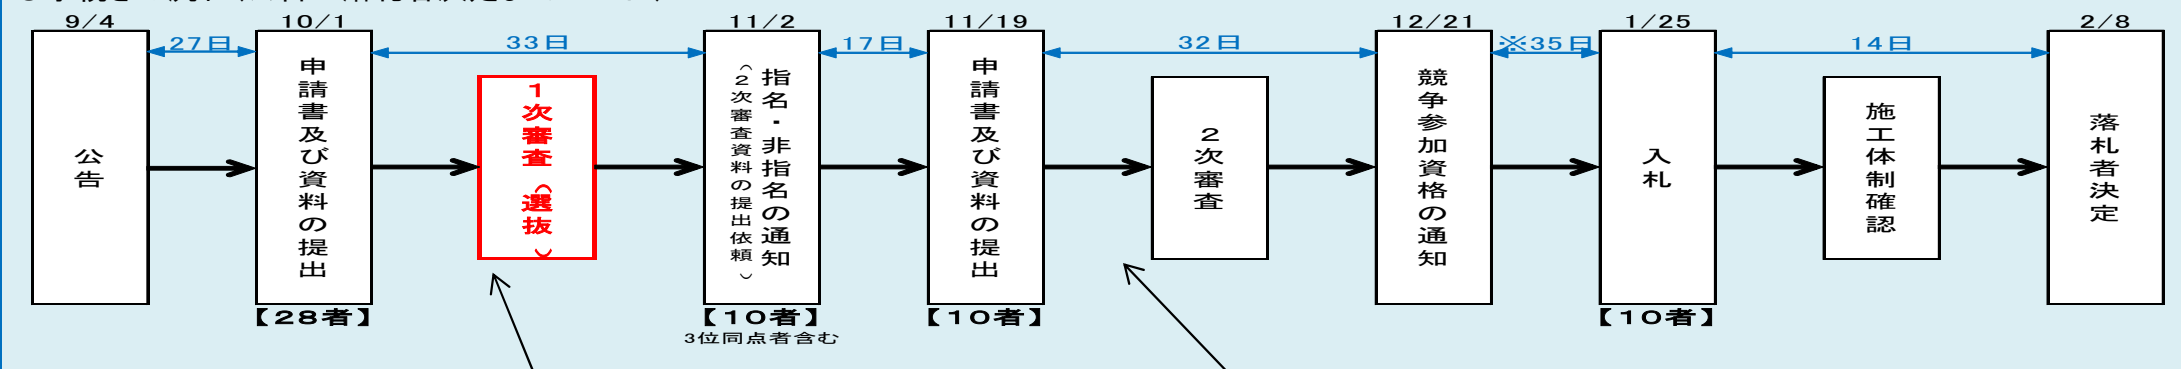 9/4
10/1
11/2
11/19
12/21
1/25
2/8
27日
33日
17日
32日
※35日
14日
公告
申請書及び資料の提出
1次審査(選抜)
指名・非指名の通知
(2次審査資料の提出依頼)
申請書及び資料の提出
2次審査
競争参加資格の通知
入札
施工体制確認
落札者決定
【28者】
【10者】
3位同点者含む
【10者】
【10者】